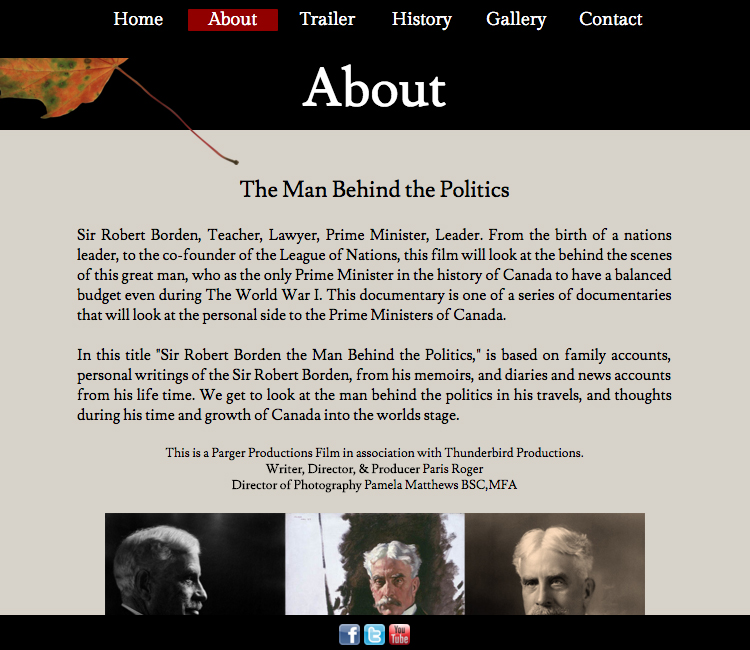 Home About Trailer History Gallery Contact
About
The Man Behind the Politics
Sir Robert Borden, Teacher, Lawyer, Prime Minister, Leader. From the birth of a nations
leader, to the co-founder of the League of Nations, this film will look at the behind the scenes
of this great man, who as the only Prime Minister in the history of Canada to have a balanced
budget even during The World War I. This documentary is one of a series of documentaries
that will look at the personal side to the Prime Ministers of Canada.
In this title "Sir Robert Borden the Man Behind the Politics," is based on family accounts,
personal writings of the Sir Robert Borden, from his memoirs, and diaries and news accounts
from his life time. We get to look at the man behind the politics in his travels, and thoughts
during his time and growth of Canada into the worlds stage.
This is a Parger Productions Film in association with Thunderbird Productions.
Writer, Director, & Producer Paris Roger
Director of Photography Pamela Matthews BSC,MFA
f t You Tube